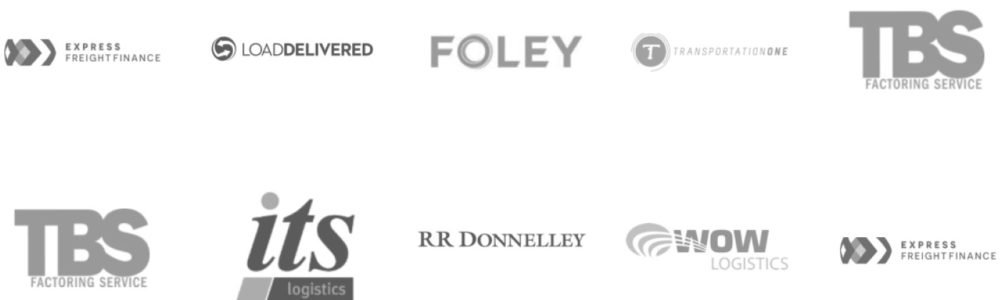 EXPRESS
FREIGHTFINANCE
LOADDELIVERED
FOLEY
T
TRANSPORTATIONONE
TBS
FACTORING SERVICE
TBS
FACTORING SERVICE
its
logistics
RR DONNELLEY
WOW
LOGISTICS
EXPRESS
FREIGHTFINANCE